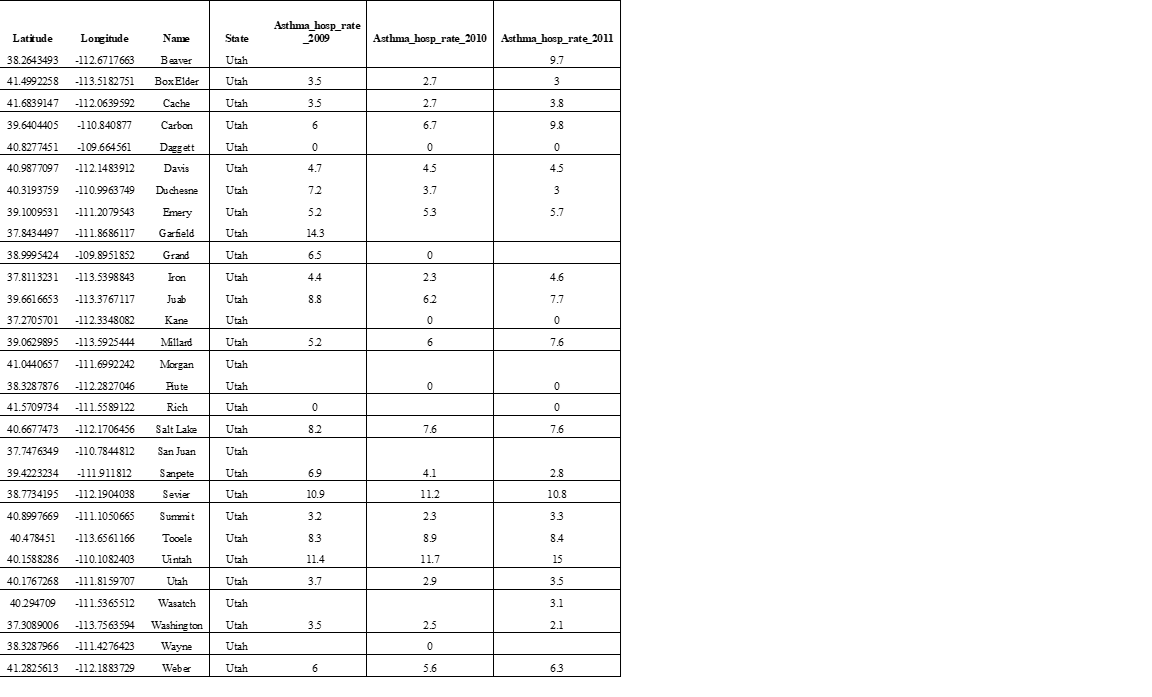 Latitude Longitude Name State Asthma_hosp_rate_2009 Asthma_hosp_rate_2010 Asthma_hosp_rate_2011
38.2643493 -112.6717663 Beaver Utah 9.7
41.4992258 -113.5182751 BoxElder Utah 3.5 2.7 3
41.6839147 -112.0639592 Cache Utah 3.5 2.7 3.8
39.6404405 -110.840877 Carbon Utah 6 6.7 9.8
40.8277451 -109.664561 Daggett Utah 0 0 0
40.9877097 -112.1483912 Davis Utah 4.7 4.5 4.5
40.3193759 -110.9963749 Duchesne Utah 7.2 3.7 3
39.1009531 -111.2079543 Emery Utah 5.2 5.3 5.7
37.8434497 -111.8686117 Garfield Utah 14.3
38.9995424 -109.8951852 Grand Utah 6.5 0
37.8113231 -113.5398843 Iron Utah 4.4 2.3 4.6
39.6616653 -113.3767117 Juab Utah 8.8 6.2 7.7
37.2705701 -112.3348082 Kane Utah 0 0
39.0629895 -113.5925444 Millard Utah 5.2 6 7.6
41.0440657 -111.6992242 Morgan Utah
38.3287876 -112.2827046 Piute Utah 0 0
41.5709734 -111.5589122 Rich Utah 0 0
40.6677473 -112.1706456 Salt Lake Utah 8.2 7.6 7.6
37.7476349 -110.7844812 San Juan Utah
39.4223234 -111.911812 Sanpete Utah 6.9 4.1 2.8
38.7734195 -112.1904038 Sevier Utah 10.9 11.2 10.8
40.8997669 -111.1050665 Summit Utah 3.2 2.3 3.3
40.478451 -113.6561166 Tooele Utah 8.3 8.9 8.4
40.1588286 -110.1082403 Uintah Utah 11.4 11.7 15
40.1767268 -111.8159707 Utah Utah 3.7 2.9 3.5
40.294709 -111.5365512 Wasatch Utah 3.1
37.3089006 -113.7563594 Washington Utah 3.5 2.5 2.1
38.3287966 -111.4276423 Wayne Utah 0
41.2825613 -112.1883729 Weber Utah 6 5.6 6.3